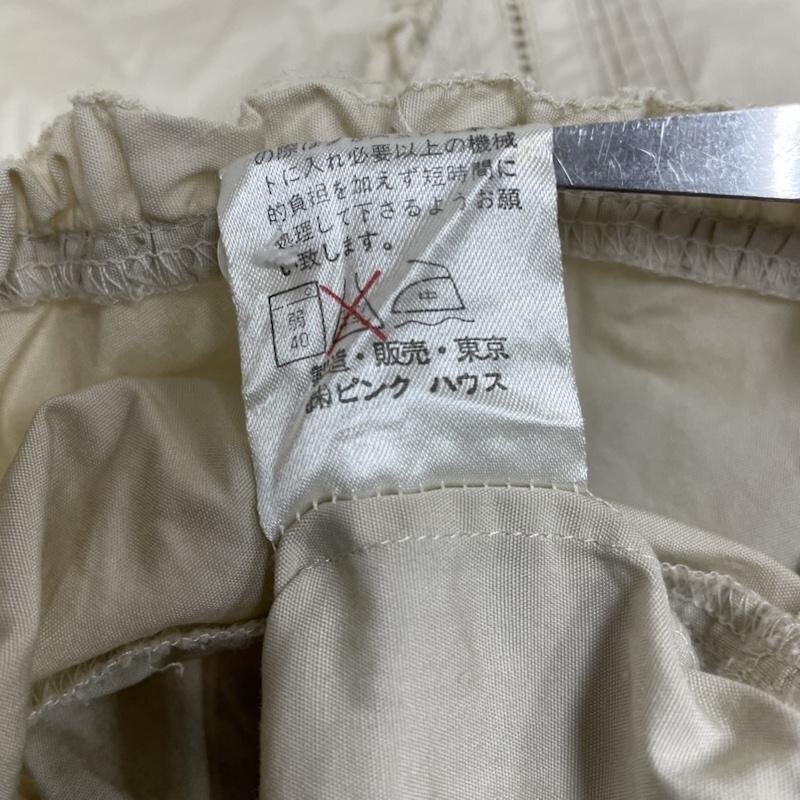 の際は
トに入れ必要以上の機械
的負担を加えず短時間に
処理して下さるようお願
い致します。
弱
40
中
製造・販売・東京
㈱ピンク ハウス